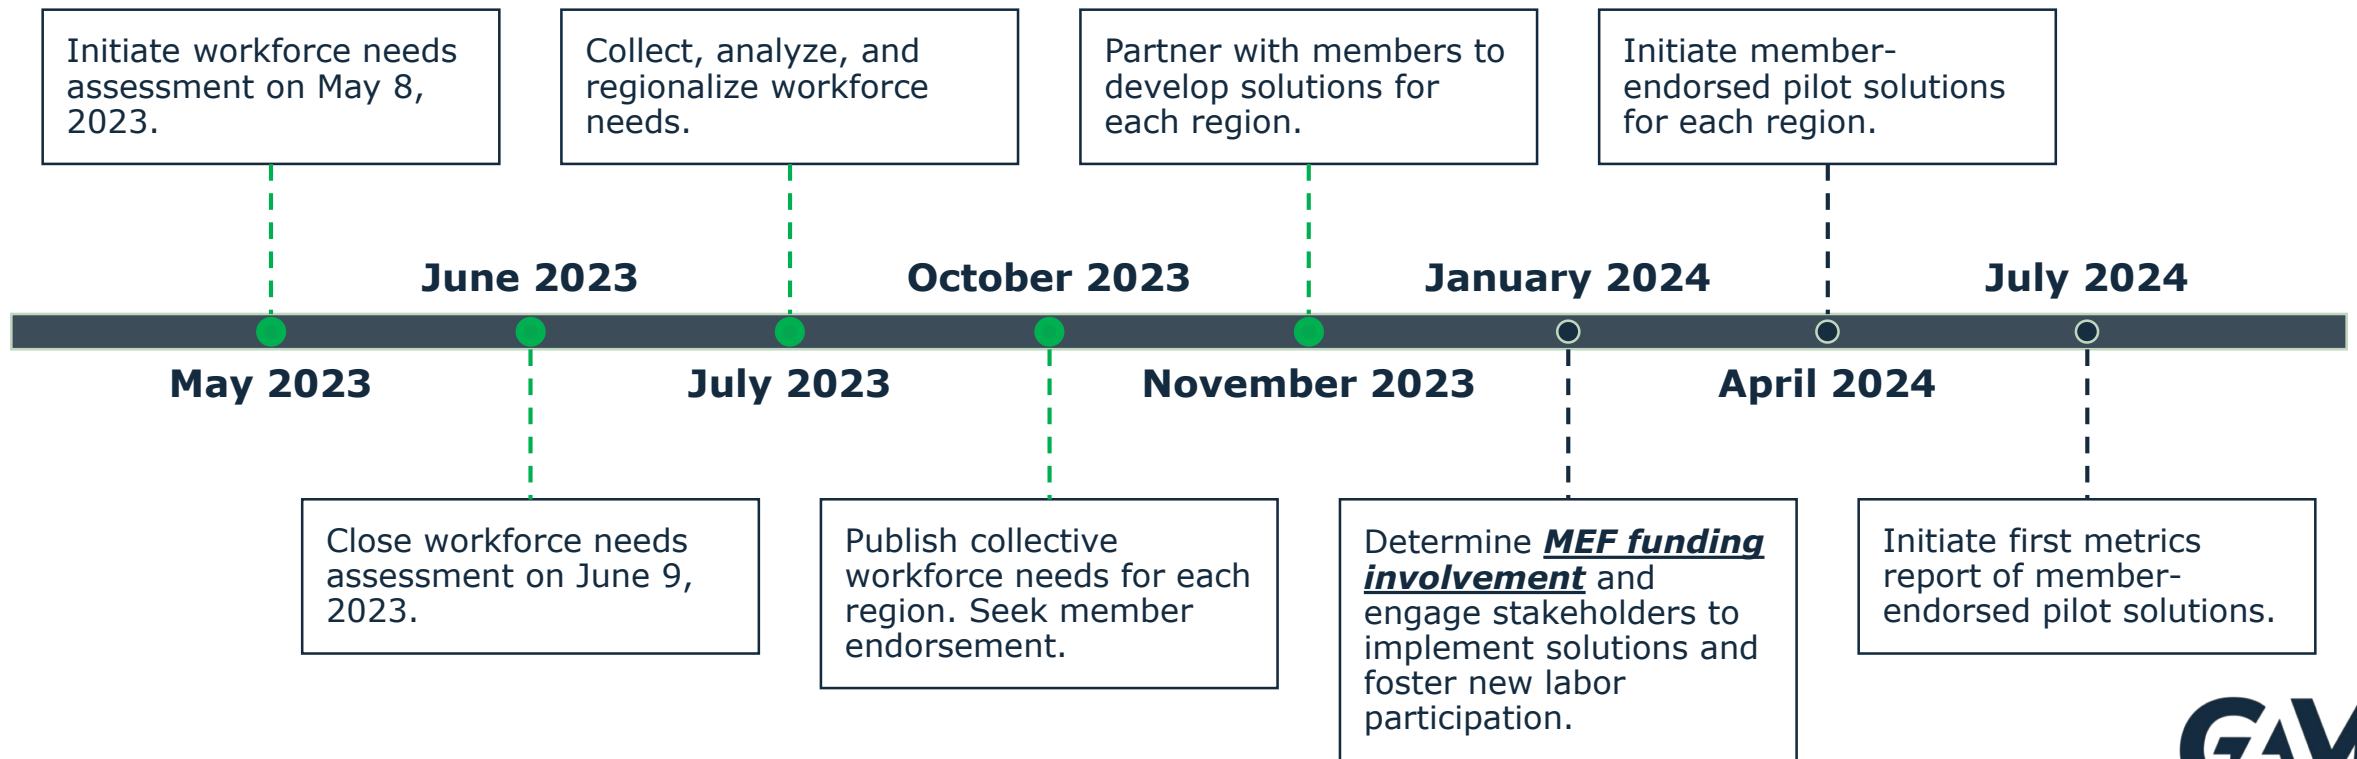 Initiate workforce needs
assessment on May 8,
2023.
Collect, analyze, and
regionalize workforce
needs.
Partner with members to
develop solutions for
each region.
Initiate member-
endorsed pilot solutions
for each region.
June 2023
October 2023
January 2024
July 2024
May 2023
July 2023
November 2023
April 2024
Close workforce needs
assessment on June 9,
2023.
Publish collective
workforce needs for each
region. Seek member
endorsement.
Determine MEF funding
involvement and
engage stakeholders to
implement solutions and
foster new labor
participation.
Initiate first metrics
report of member-
endorsed pilot solutions.